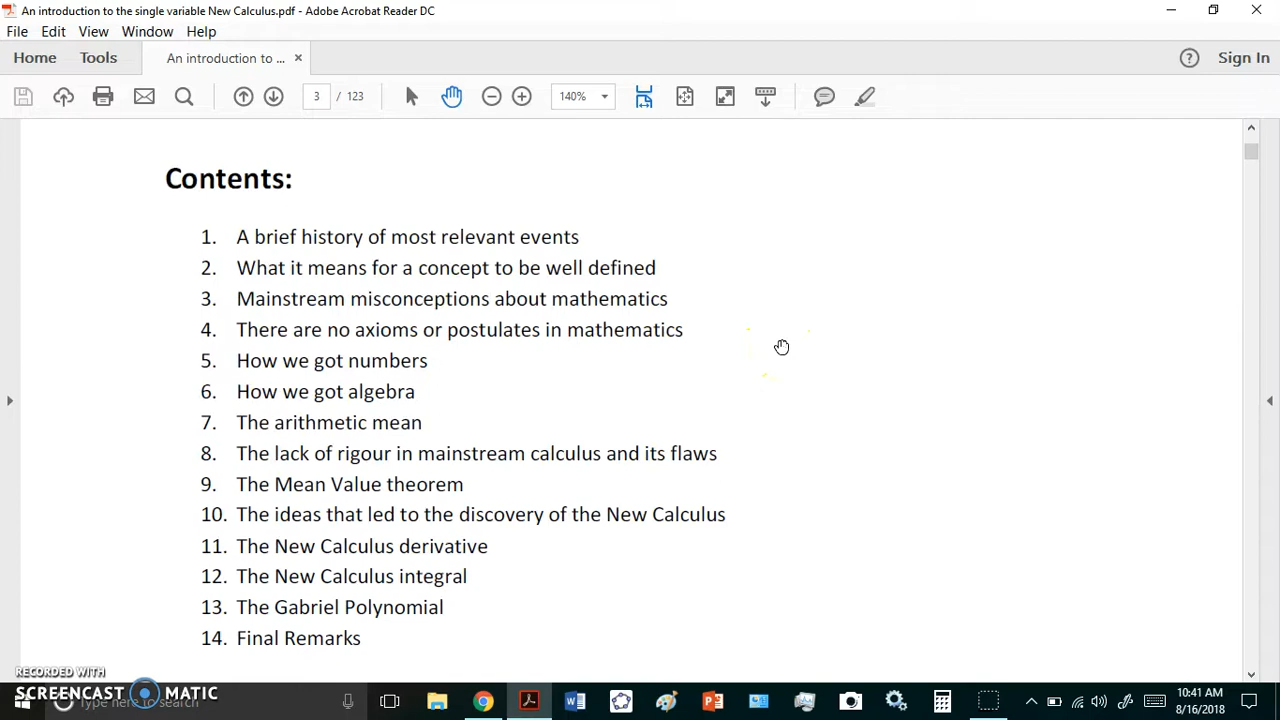 An introduction to the single variable New Calculus.pdf - Adobe Acrobat Reader DC
File Edit View Window Help
Home Tools An introduction to ... × Sign In
3 / 123 140%
Contents:
1. A brief history of most relevant events
2. What it means for a concept to be well defined
3. Mainstream misconceptions about mathematics
4. There are no axioms or postulates in mathematics
5. How we got numbers
6. How we got algebra
7. The arithmetic mean
8. The lack of rigour in mainstream calculus and its flaws
9. The Mean Value theorem
10. The ideas that led to the discovery of the New Calculus
11. The New Calculus derivative
12. The New Calculus integral
13. The Gabriel Polynomial
14. Final Remarks
RECORDED WITH
SCREENCAST MATIC
Type here to search
10:41 AM
8/16/2018